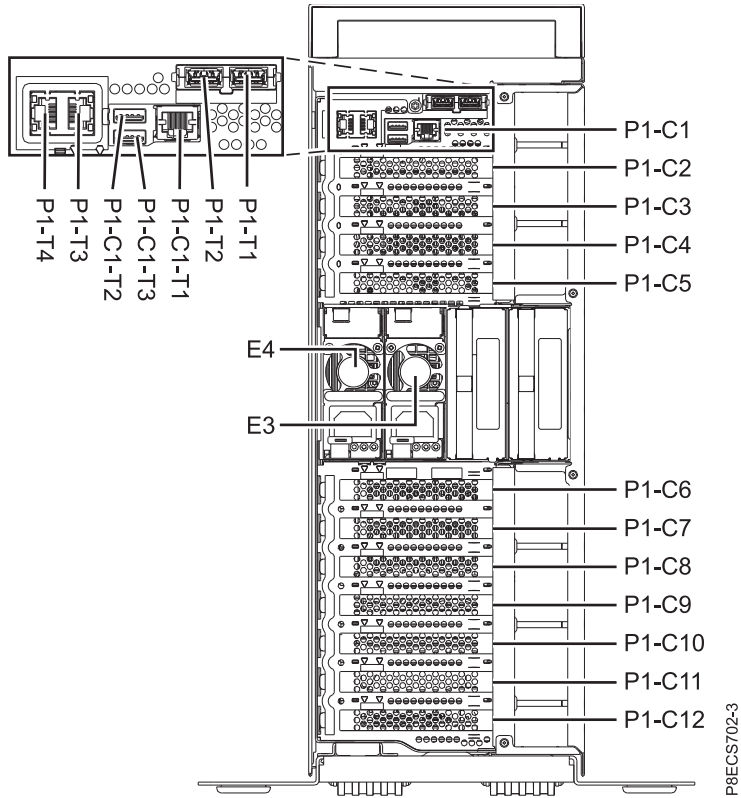 P1-T4
P1-T3
P1-C1-T2
P1-C1-T3
P1-C1-T1
P1-T2
P1-T1
P1-C1
P1-C2
P1-C3
P1-C4
P1-C5
E4
E3
P1-C6
P1-C7
P1-C8
P1-C9
P1-C10
P1-C11
P1-C12
P8ECS702-3